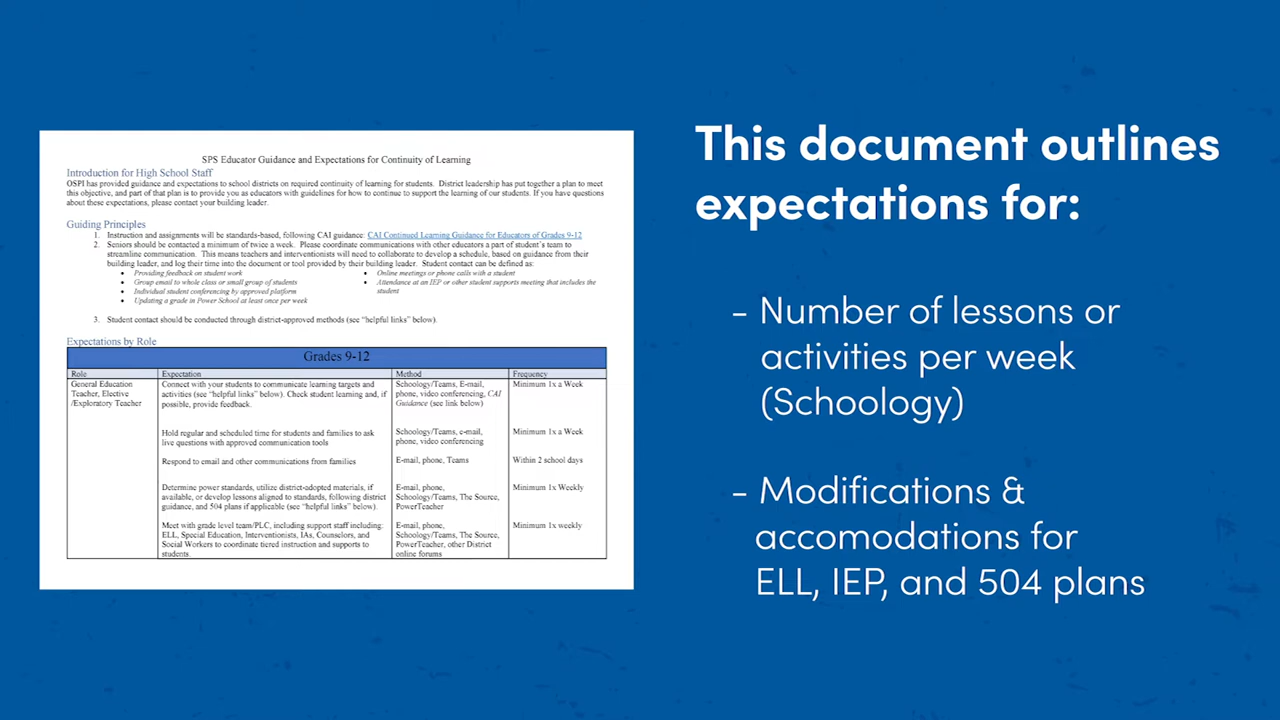 SPS Educator Guidance and Expectations for Continuity of Learning
Introduction for High School Staff
OSPI has provided guidance and expectations to school districts on required continuity of learning for students. District leadership has put together a plan to meet
this objective, and part of that plan is to provide you as educators with guidelines for how to continue to support the learning of our students. If you have questions
about these expectations, please contact your building leader.
Guiding Principles
1. Instruction and assignments will be standards-based, following CAI guidance: CAI Continued Learning Guidance for Educators of Grades 9-12
2. Seniors should be contacted a minimum of twice a week. Please coordinate communications with other educators a part of student's team to
streamline communication. This means teachers and interventionists will need to collaborate to develop a schedule, based on guidance from their
building leader, and log their time into the document or tool provided by their building leader. Student contact can be defined as:
• Providing feedback on student work
• Group email to whole class or small group of students
• Individual student conferencing by approved platform
• Updating a grade in Power School at least once per week
• Online meetings or phone calls with a student
• Attendance at an IEP or other student supports meeting that includes the
student
3. Student contact should be conducted through district-approved methods (see "helpful links" below).
Expectations by Role
Grades 9-12
Role Expectation Method Frequency
General Education
Teacher, Elective
/Exploratory Teacher
Connect with your students to communicate learning targets and
activities (see "helpful links" below). Check student learning and, if
possible, provide feedback.
Schoology/Teams, E-mail,
phone, video conferencing, CAI
Guidance (see link below)
Minimum 1x a Week
Hold regular and scheduled time for students and families to ask
live questions with approved communication tools
Schoology/Teams, e-mail,
phone, video conferencing
Minimum 1x a Week
Respond to email and other communications from families
E-mail, phone, Teams
Within 2 school days
Determine power standards, utilize district-adopted materials, if
available, or develop lessons aligned to standards, following district
guidance, and 504 plans if applicable (see "helpful links" below).
E-mail, phone,
Schoology/Teams, The Source,
PowerTeacher
Minimum 1x Weekly
Meet with grade level team/PLC, including support staff including:
ELL, Special Education, Interventionists, IAs, Counselors, and
Social Workers to coordinate tiered instruction and supports to
students.
E-mail, phone,
Schoology/Teams, The Source,
PowerTeacher, other District
online forums
Minimum 1x weekly
This document outlines
expectations for:
- Number of lessons or
activities per week
(Schoology)
- Modifications &
accomodations for
ELL, IEP, and 504 plans